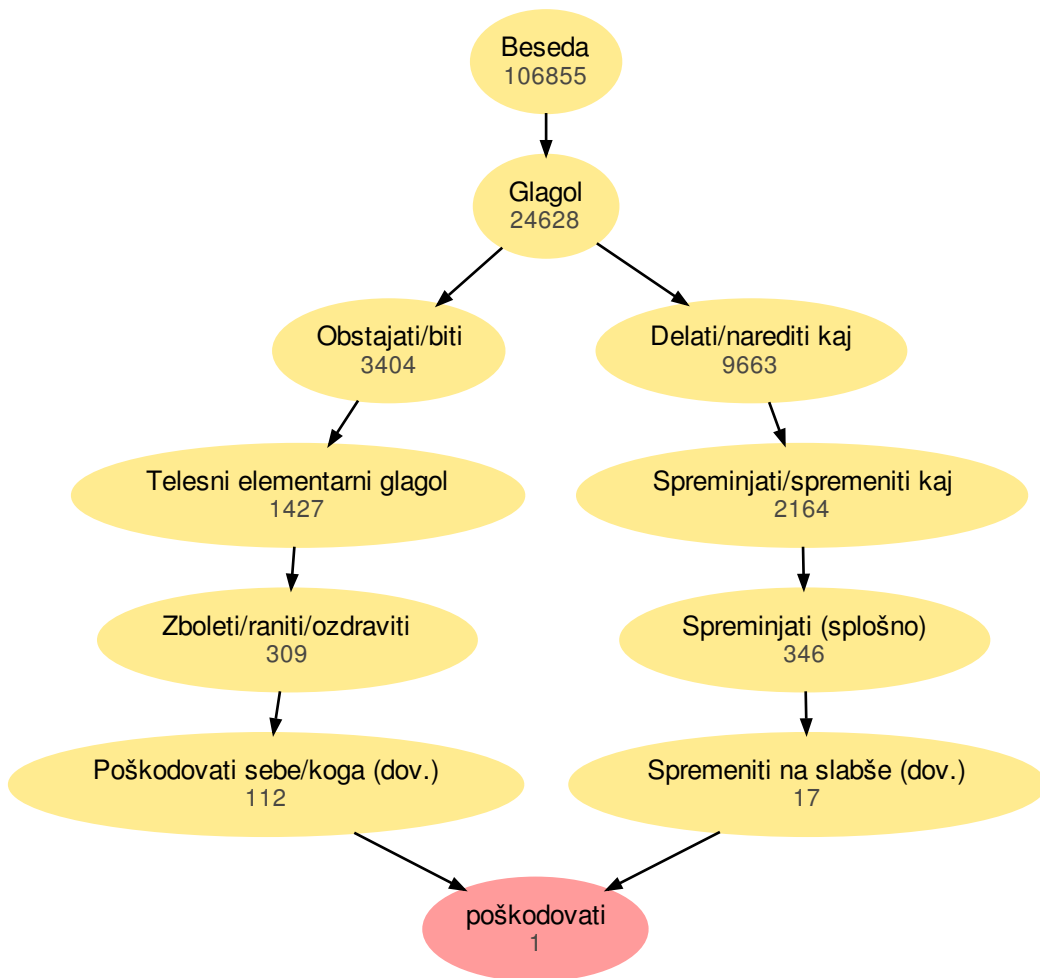 Beseda
106855
Glagol
24628
Obstajati/biti
3404
Delati/narediti kaj
9663
Telesni elementarni glagol
1427
Spreminjati/spremeniti kaj
2164
Zboleti/raniti/ozdraviti
309
Spreminjati (splošno)
346
Poškodovati sebe/koga (dov.)
112
Spremeniti na slabše (dov.)
17
poškodovati
1